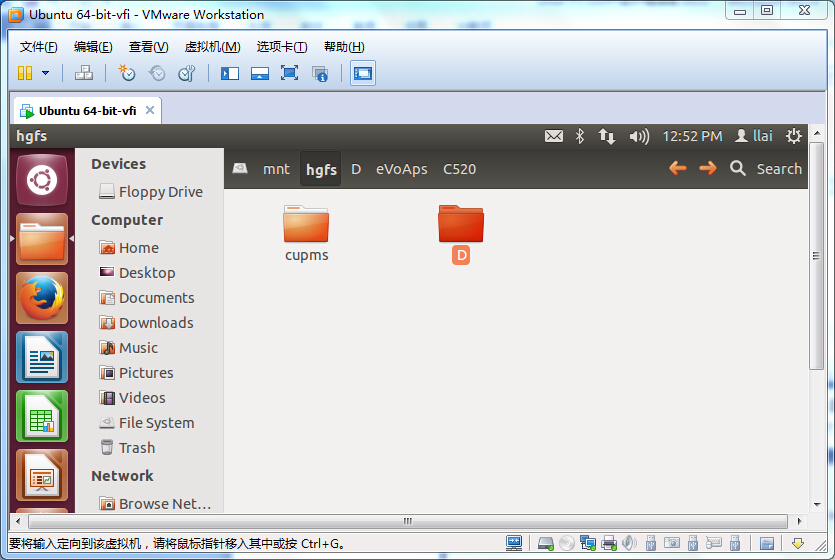 Ubuntu 64-bit-vfi - VMware Workstation
文件(F) 编辑(E) 查看(V) 虚拟机(M) 选项卡(T) 帮助(H)
Ubuntu 64-bit-vfi
hgfs 12:52 PM llai
Devices mnt hgfs D eVoAps C520 Search
Floppy Drive
Computer
Home cupms D
Desktop
Documents
Downloads
Music
Pictures
Videos
File System
Trash
Network
Browse Net...
要将输入定向到该虚拟机，请将鼠标指针移入其中或按 Ctrl+G。